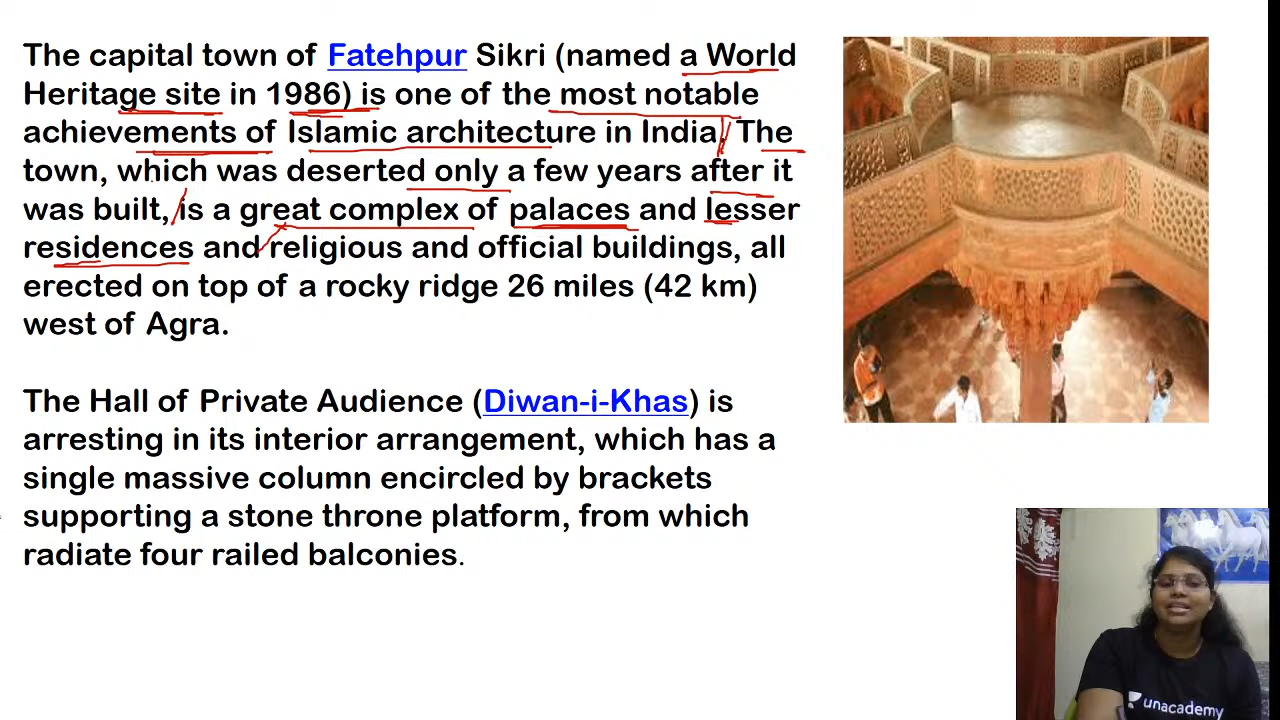 The capital town of Fatehpur Sikri (named a World
Heritage site in 1986) is one of the most notable
achievements of Islamic architecture in India. The
town, which was deserted only a few years after it
was built, is a great complex of palaces and lesser
residences and religious and official buildings, all
erected on top of a rocky ridge 26 miles (42 km)
west of Agra.
The Hall of Private Audience (Diwan-i-Khas) is
arresting in its interior arrangement, which has a
single massive column encircled by brackets
supporting a stone throne platform, from which
radiate four railed balconies.
unacademy